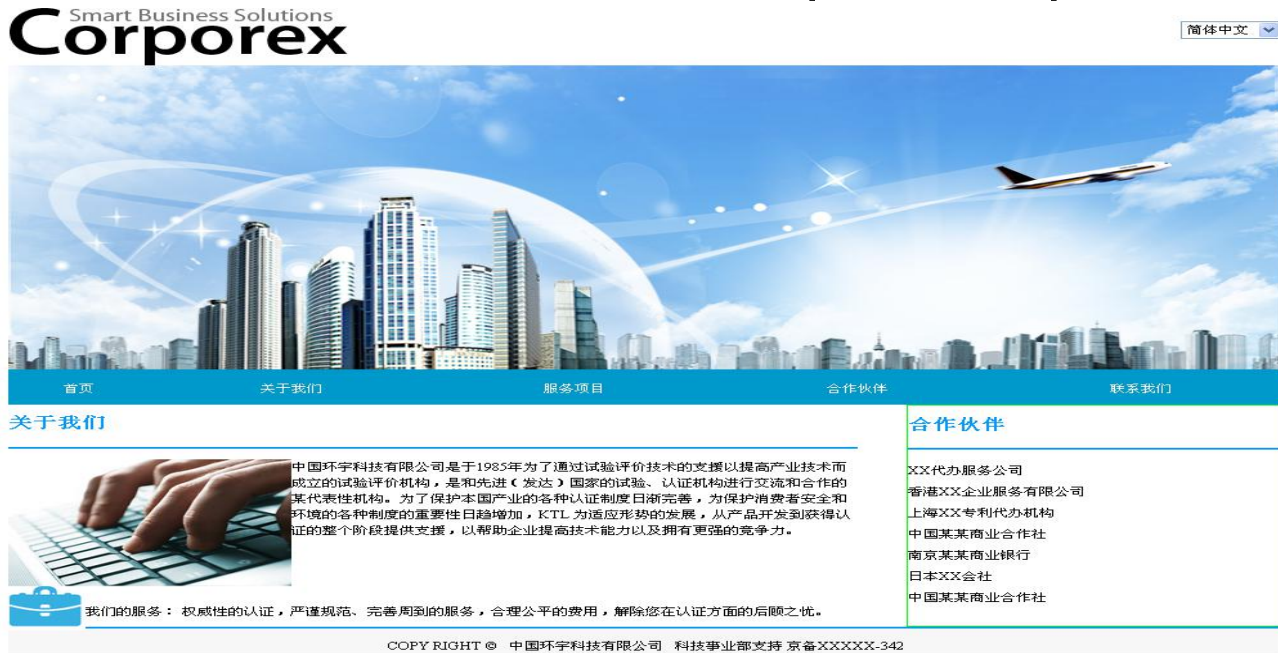 Smart Business Solutions
Corporex
简体中文
首页 关于我们 服务项目 合作伙伴 联系我们
关于我们
中国环宇科技有限公司是于1985年为了通过试验评价技术的支援以提高产业技术而
成立的试验评价机构，是和先进（发达）国家的试验、认证机构进行交流和合作的
某代表性机构。为了保护本国产业的各种认证制度日渐完善，为保护消费者安全和
环境的各种制度的重要性日趋增加，KTL为适应形势的发展，从产品开发到获得认
证的整个阶段提供支援，以帮助企业提高技术能力以及拥有更强的竞争力。
我们的服务：权威性的认证，严谨规范、完善周到的服务，合理公平的费用，解除您在认证方面的后顾之忧。
合作伙伴
XX代办服务公司
香港XX企业服务有限公司
上海XX专利代办机构
中国某某商业合作社
南京某某商业银行
日本XX会社
中国某某商业合作社
COPY RIGHT © 中国环宇科技有限公司 科技事业部支持 京备XXXXX-342